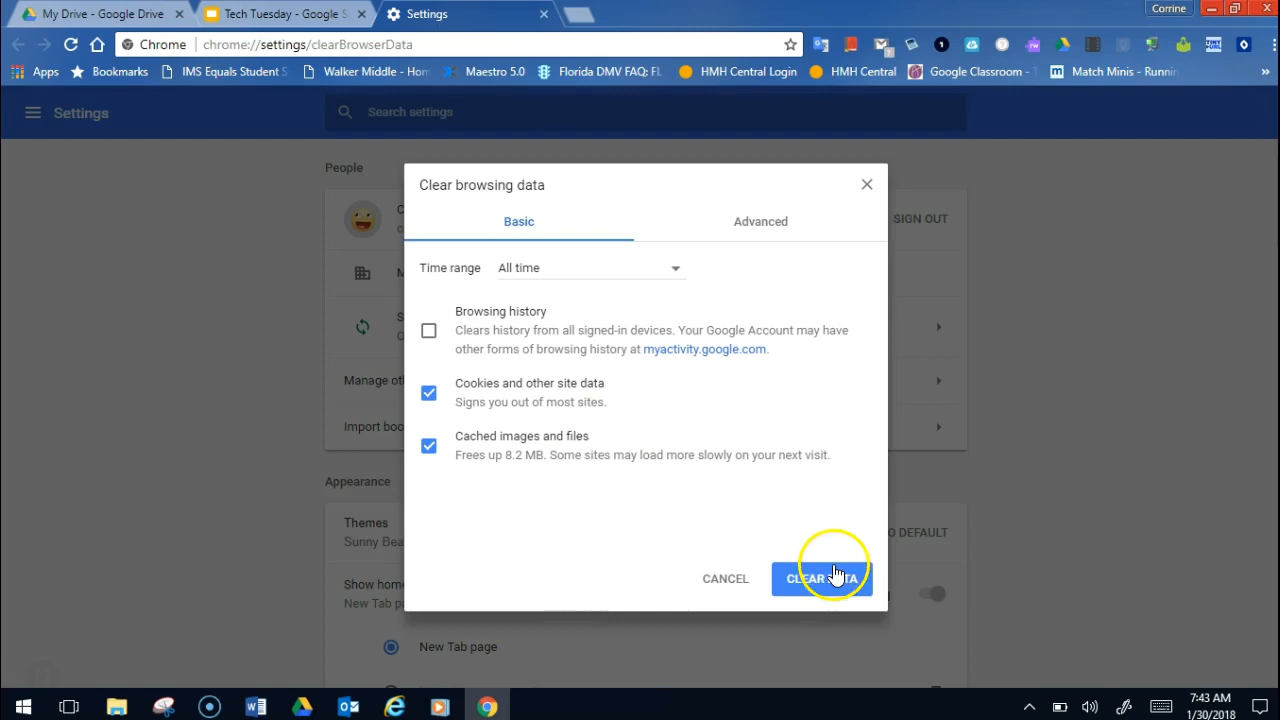 My Drive - Google Drive
Tech Tuesday - Google S
Settings
Corrine
Chrome
chrome://settings/clearBrowserData
Apps
Bookmarks
IMS Equals Student S
Walker Middle - Hom
Maestro 5.0
Florida DMV FAQ: FL
HMH Central Login
HMH Central
Google Classroom - T
Match Minis - Runnin
»
Settings
Search settings
People
SIGN OUT
Manage ot
Import boo
Clear browsing data
Basic
Advanced
Time range
All time
Browsing history
Clears history from all signed-in devices. Your Google Account may have
other forms of browsing history at myactivity.google.com.
Cookies and other site data
Signs you out of most sites.
Cached images and files
Frees up 8.2 MB. Some sites may load more slowly on your next visit.
CANCEL
CLEAR DATA
Appearance
Themes
Sunny Bea
O DEFAULT
Show home
New Tab pa
New Tab page
7:43 AM
1/30/2018